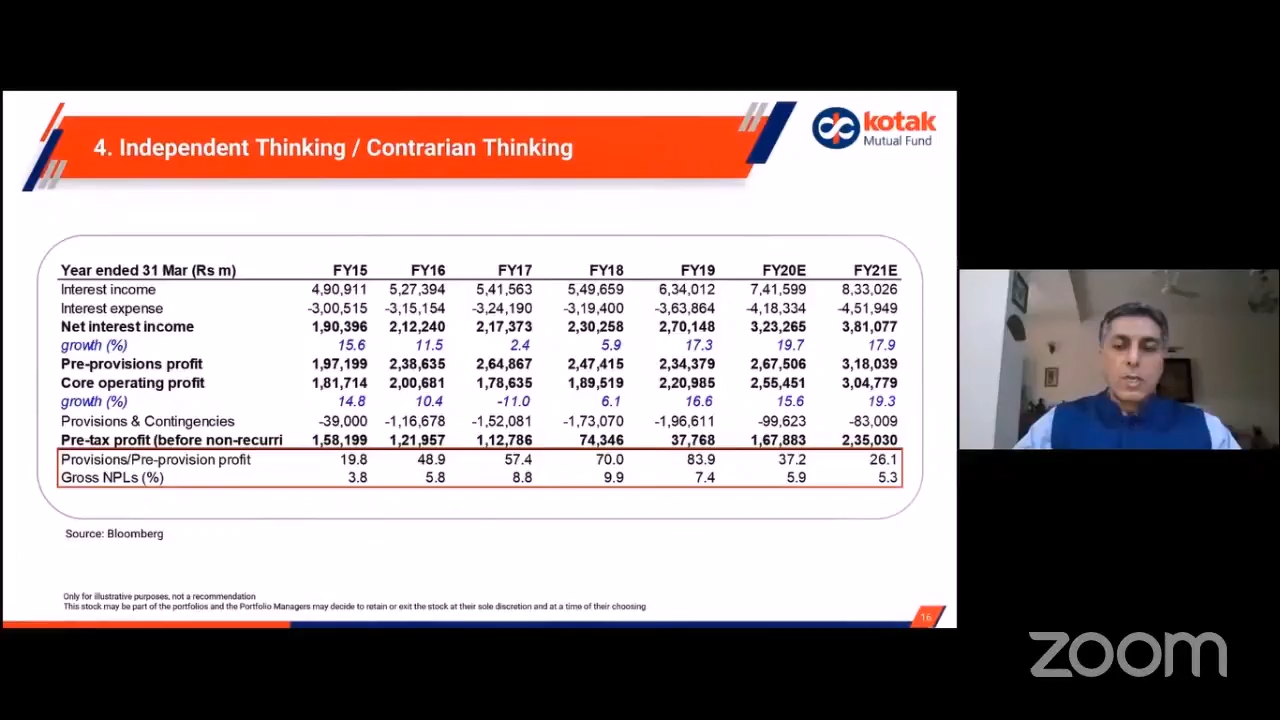 4. Independent Thinking / Contrarian Thinking
kotak
Mutual Fund
Year ended 31 Mar (Rs m) FY15 FY16 FY17 FY18 FY19 FY20E FY21E
Interest income 4,90,911 5,27,394 5,41,563 5,49,659 6,34,012 7,41,599 8,33,026
Interest expense -3,00,515 -3,15,154 -3,24,190 -3,19,400 -3,63,864 -4,18,334 -4,51,949
Net interest income 1,90,396 2,12,240 2,17,373 2,30,258 2,70,148 3,23,265 3,81,077
growth (%) 15.6 11.5 2.4 5.9 17.3 19.7 17.9
Pre-provisions profit 1,97,199 2,38,635 2,64,867 2,47,415 2,34,379 2,67,506 3,18,039
Core operating profit 1,81,714 2,00,681 1,78,635 1,89,519 2,20,985 2,55,451 3,04,779
growth (%) 14.8 10.4 -11.0 6.1 16.6 15.6 19.3
Provisions & Contingencies -39,000 -1,16,678 -1,52,081 -1,73,070 -1,96,611 -99,623 -83,009
Pre-tax profit (before non-recurri 1,58,199 1,21,957 1,12,786 74,346 37,768 1,67,883 2,35,030
Provisions/Pre-provision profit 19.8 48.9 57.4 70.0 83.9 37.2 26.1
Gross NPLs (%) 3.8 5.8 8.8 9.9 7.4 5.9 5.3
Source: Bloomberg
Only for illustrative purposes, not a recommendation
This stock may be part of the portfolios and the Portfolio Managers may decide to retain or exit the stock at their sole discretion and at a time of their choosing
16
zoom